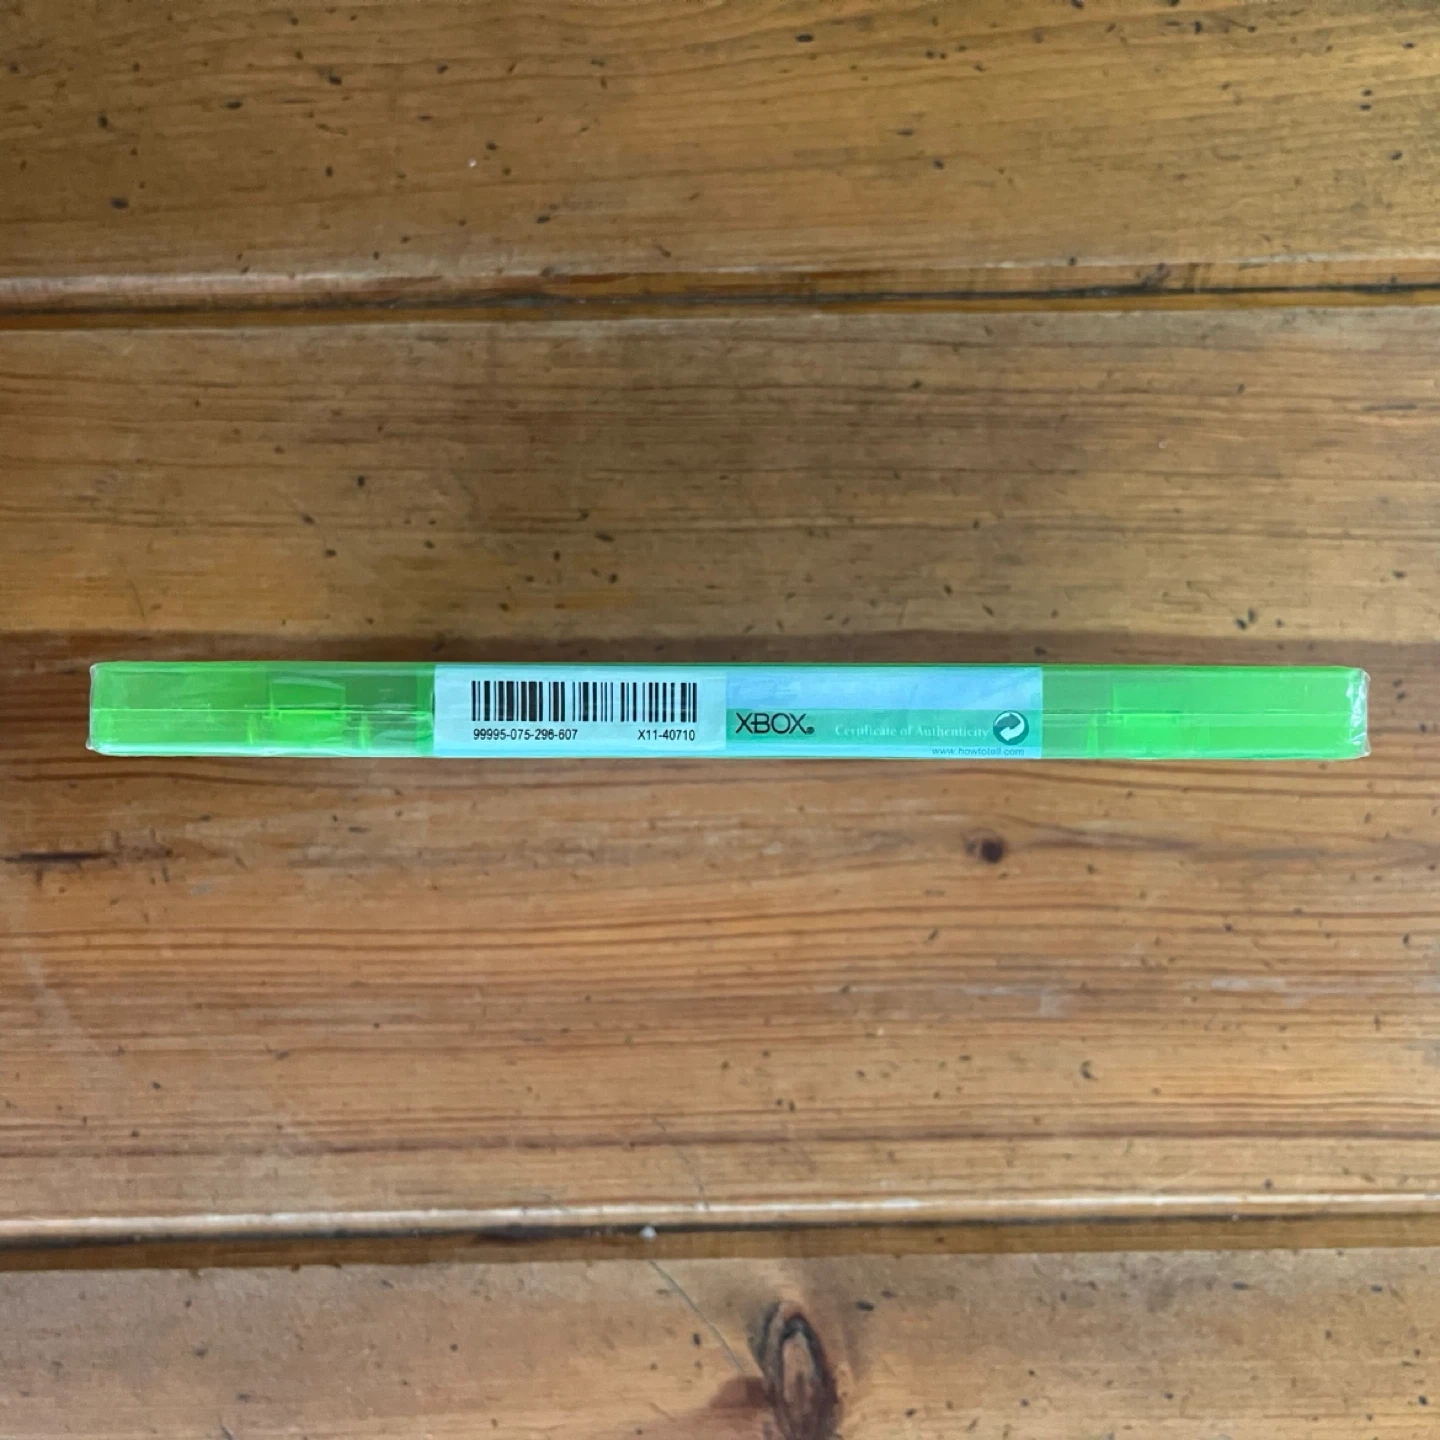 99995-075-296-607 X11-40710
XBOX® Certificate of Authenticity
www.howtotell.com